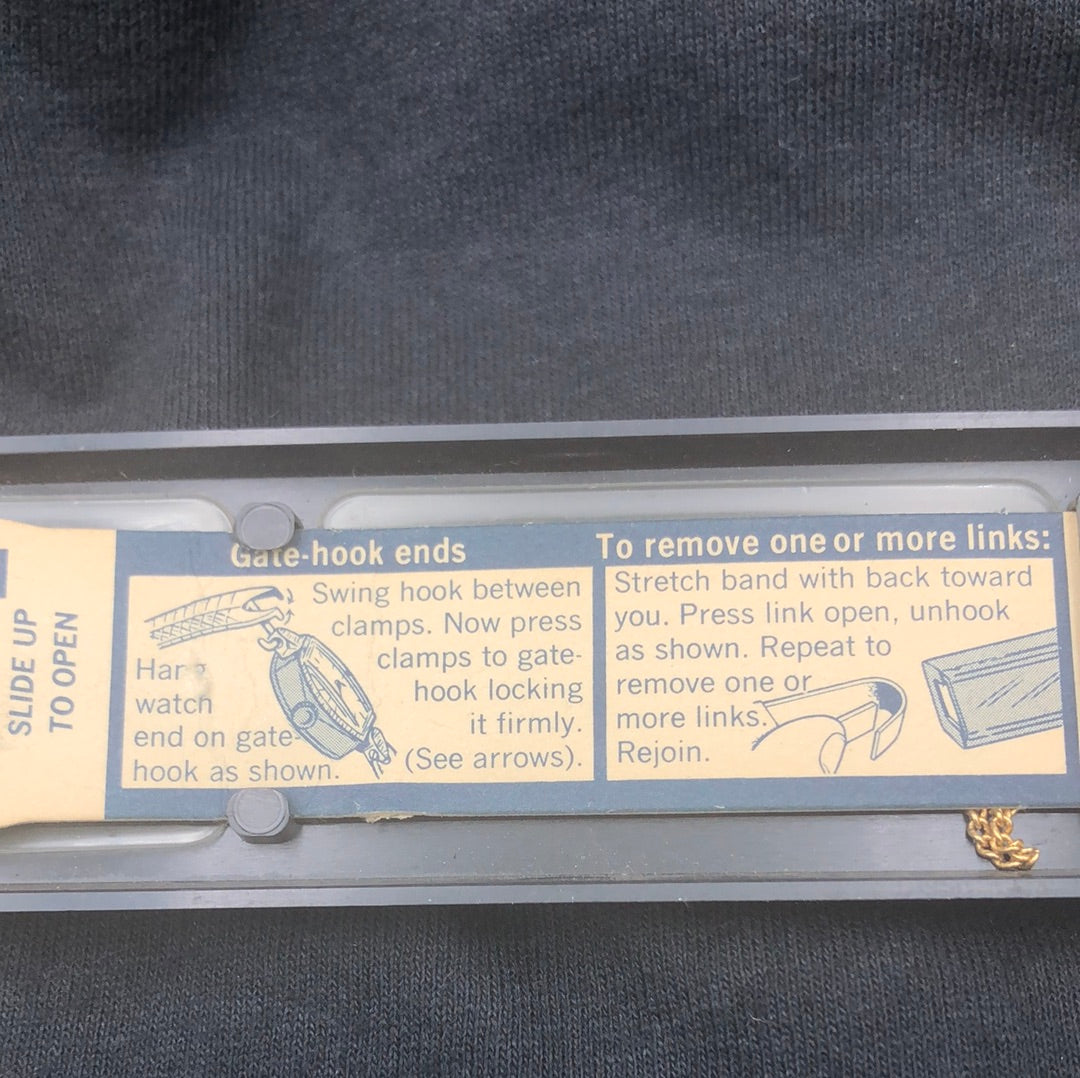 SLIDE UP
TO OPEN
Gate-hook ends
Swing hook between
clamps. Now press
clamps to gate-
hook locking
it firmly.
(See arrows).
Hang
watch
end on gate-
hook as shown.
To remove one or more links:
Stretch band with back toward
you. Press link open, unhook
as shown. Repeat to
remove one or
more links.
Rejoin.